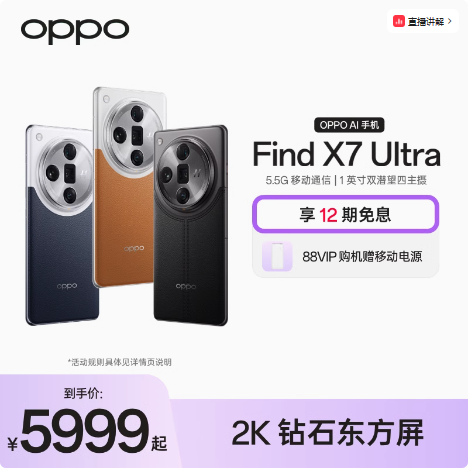 oppo
直播讲解 >
OPPO AI 手机
Find X7 Ultra
5.5G 移动通信 | 1 英寸双潜望四主摄
享 12 期免息
88VIP 购机赠移动电源
oppo
oppo
oppo
*活动规则具体见详情页说明
到手价:
¥5999起
2K 钻石东方屏